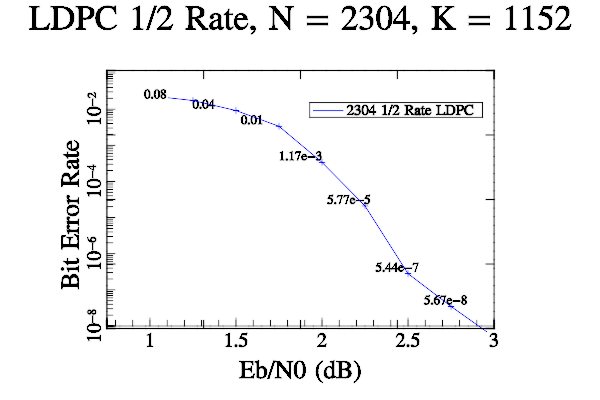 LDPC 1/2 Rate, N = 2304, K = 1152
0.08
0.04
0.01
1.17e−3
5.77e−5
5.44e−7
5.67e−8
2304 1/2 Rate LDPC
Bit Error Rate
10−2
10−4
10−6
10−8
1 1.5 2 2.5 3
Eb/N0 (dB)